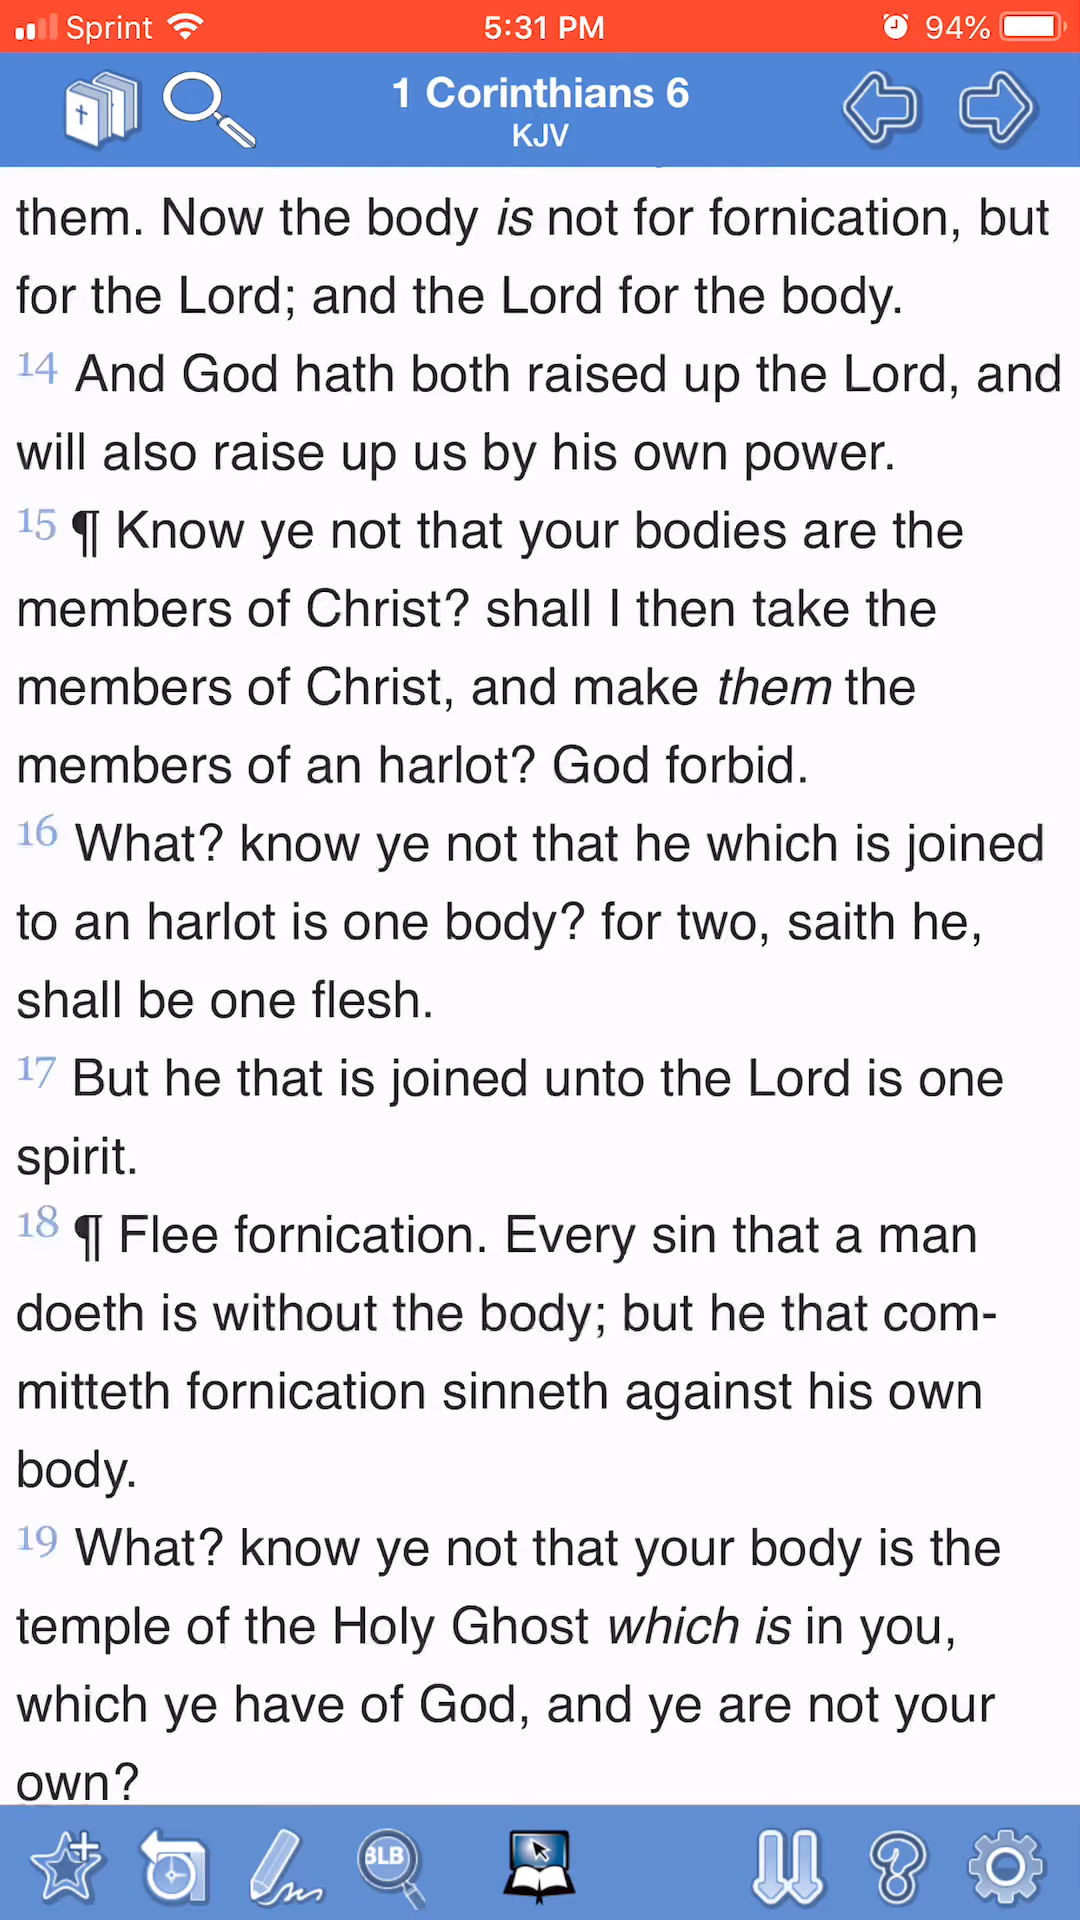 Sprint 5:31 PM 94%
1 Corinthians 6
KJV
them. Now the body is not for fornication, but
for the Lord; and the Lord for the body.
14 And God hath both raised up the Lord, and
will also raise up us by his own power.
15 ¶ Know ye not that your bodies are the
members of Christ? shall I then take the
members of Christ, and make them the
members of an harlot? God forbid.
16 What? know ye not that he which is joined
to an harlot is one body? for two, saith he,
shall be one flesh.
17 But he that is joined unto the Lord is one
spirit.
18 ¶ Flee fornication. Every sin that a man
doeth is without the body; but he that com-
mitteth fornication sinneth against his own
body.
19 What? know ye not that your body is the
temple of the Holy Ghost which is in you,
which ye have of God, and ye are not your
own?
BLB